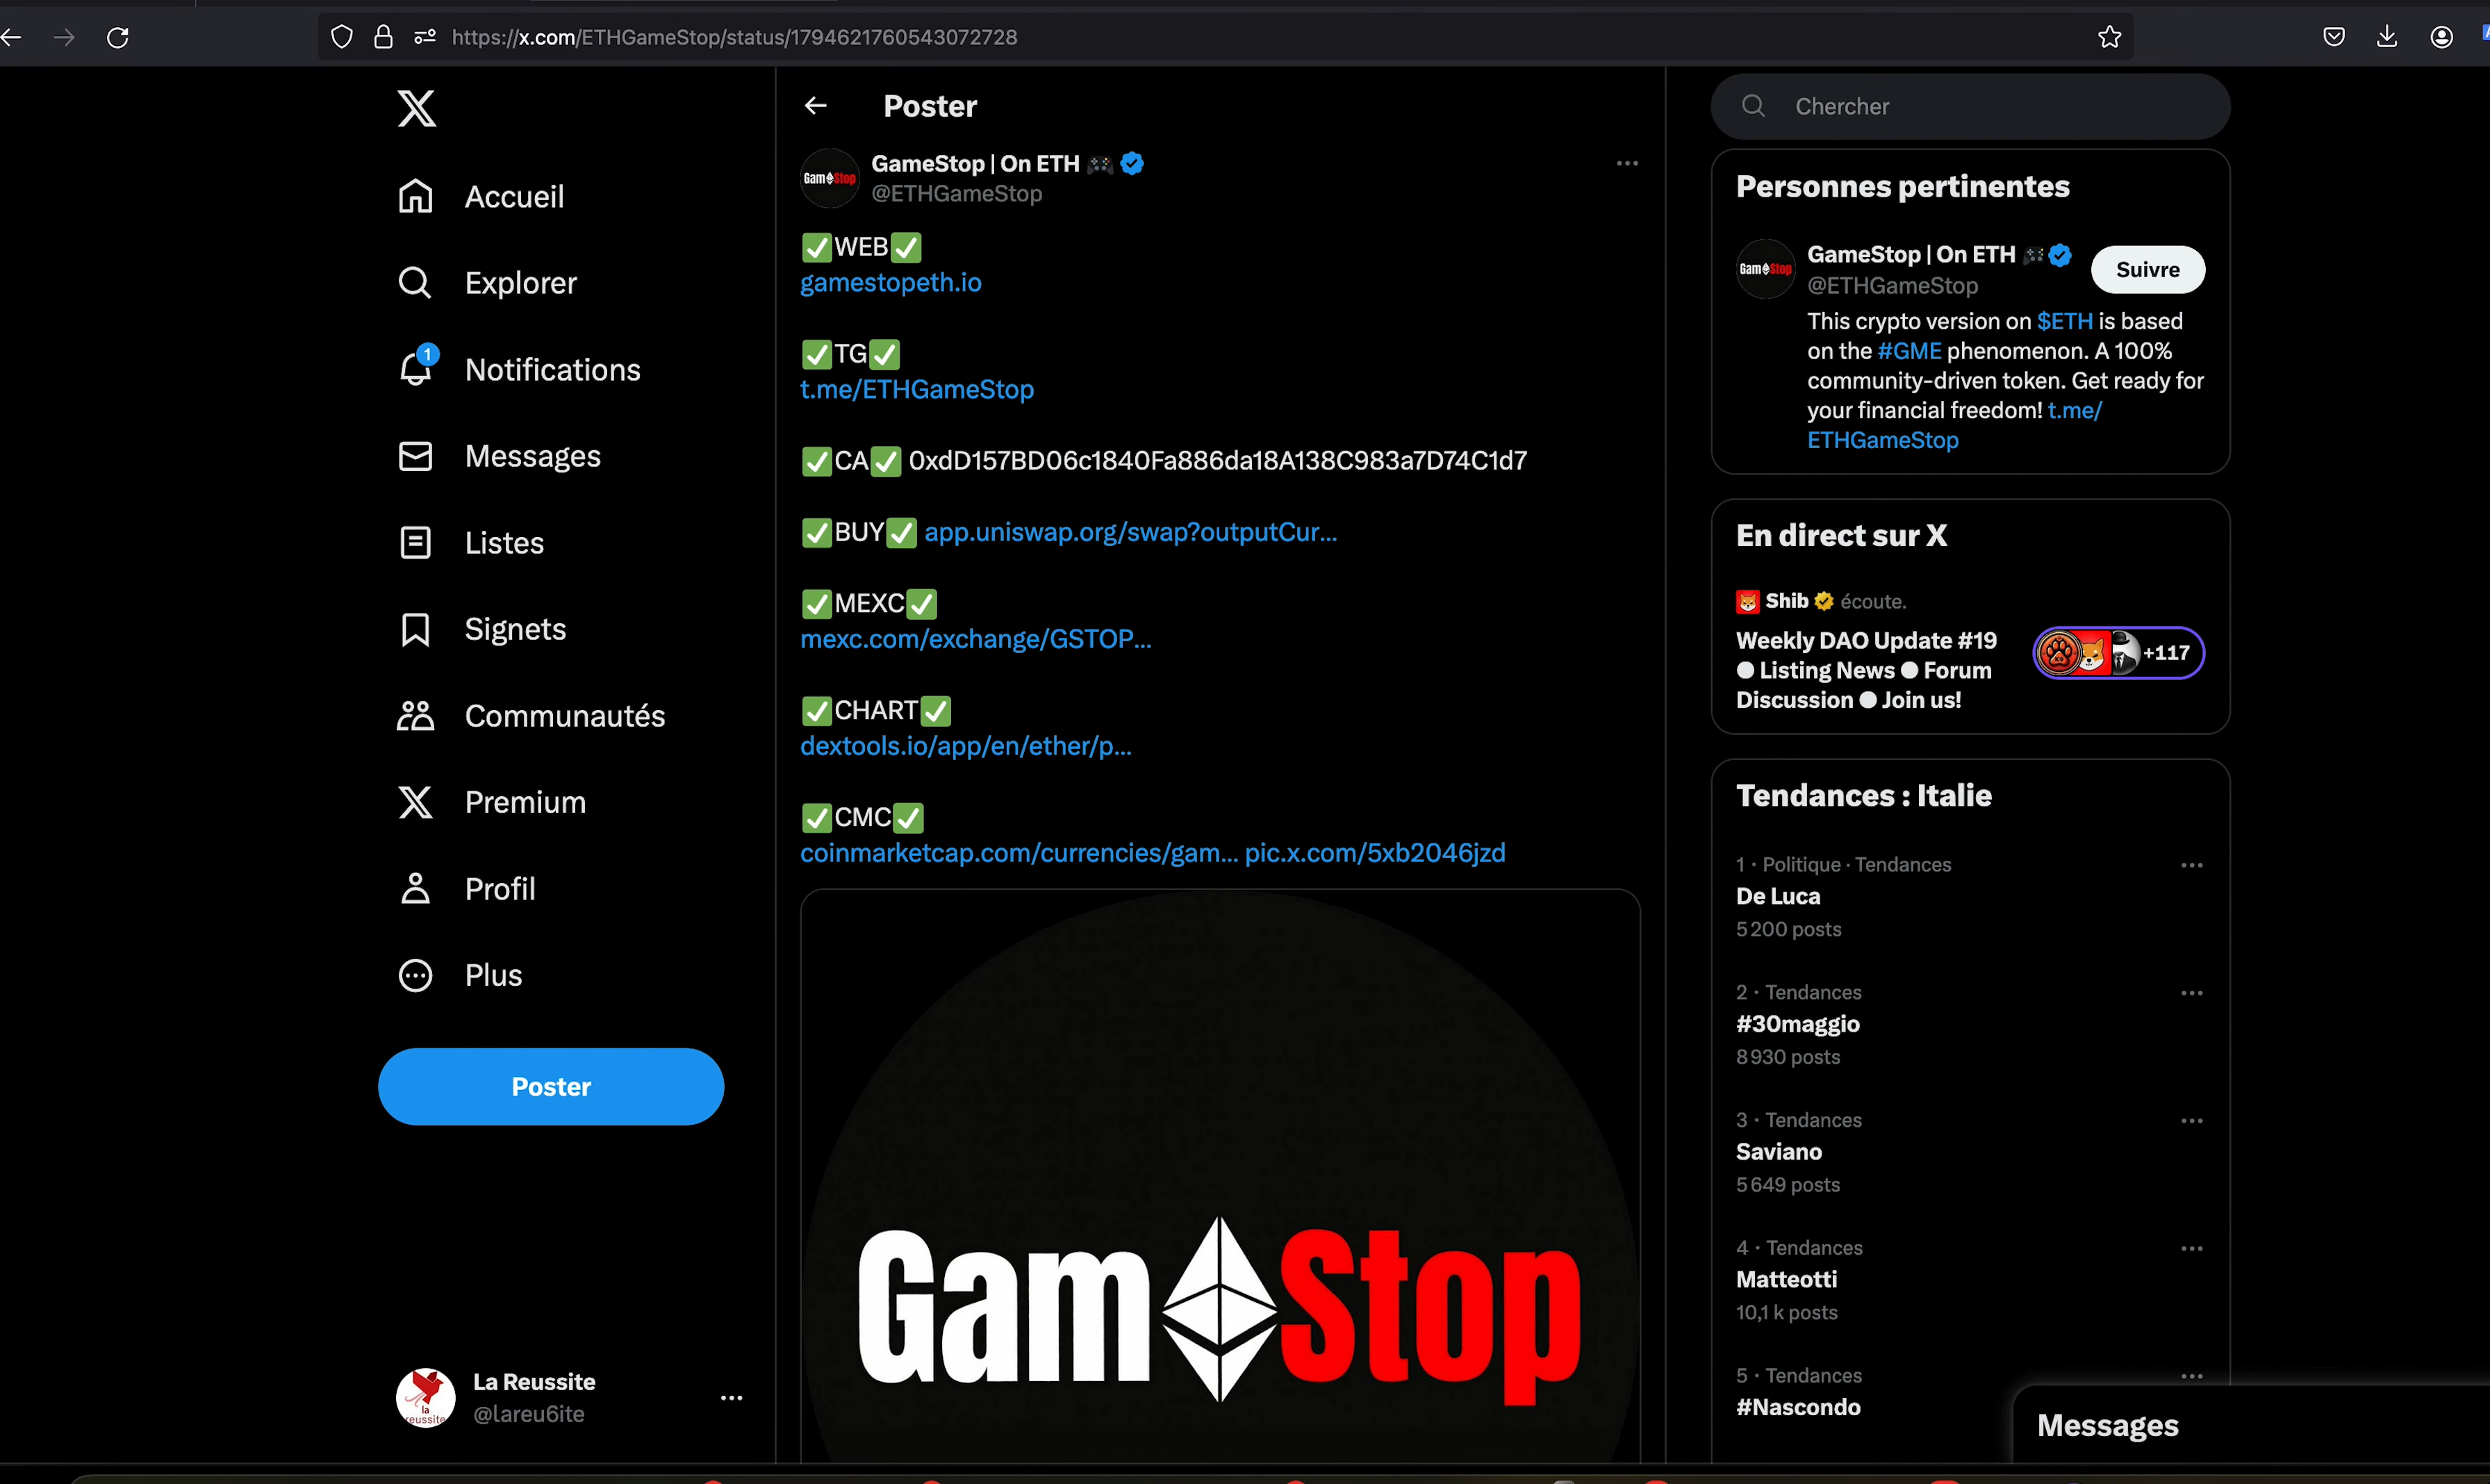 https://x.com/ETHGameStop/status/1794621760543072728
Accueil
Explorer
1
Notifications
Messages
Listes
Signets
Communautés
Premium
Profil
Plus
Poster
La Reussite
@lareu6ite
la
reussite
Poster
GameStop | On ETH 🎮
@ETHGameStop
GamStop
✅WEB✅
gamestopeth.io
✅TG✅
t.me/ETHGameStop
✅CA✅ 0xdD157BD06c1840Fa886da18A138C983a7D74C1d7
✅BUY✅ app.uniswap.org/swap?outputCur…
✅MEXC✅
mexc.com/exchange/GSTOP…
✅CHART✅
dextools.io/app/en/ether/p…
✅CMC✅
coinmarketcap.com/currencies/gam… pic.x.com/5xb2046jzd
Gam Stop
Chercher
Personnes pertinentes
GamStop
GameStop | On ETH 🎮
@ETHGameStop
Suivre
This crypto version on $ETH is based
on the #GME phenomenon. A 100%
community-driven token. Get ready for
your financial freedom! t.me/
ETHGameStop
En direct sur X
Shib écoute.
Weekly DAO Update #19
● Listing News ● Forum
Discussion ● Join us!
+117
Tendances : Italie
1 · Politique · Tendances
De Luca
5 200 posts
2 · Tendances
#30maggio
8 930 posts
3 · Tendances
Saviano
5 649 posts
4 · Tendances
Matteotti
10,1 k posts
5 · Tendances
#Nascondo
Messages